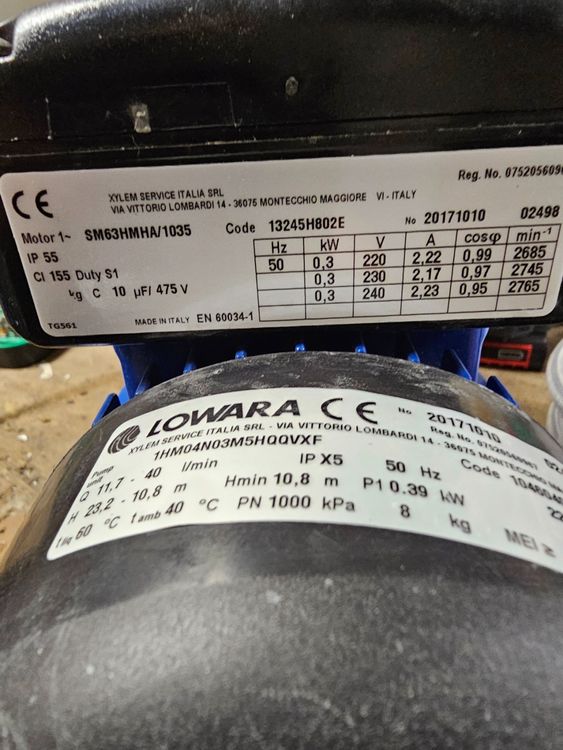 Reg. No. 0752056096
CE
XYLEM SERVICE ITALIA SRL
VIA VITTORIO LOMBARDI 14 - 36075 MONTECCHIO MAGGIORE VI - ITALY
Motor 1~ SM63HMHA/1035 Code 13245H802E No 20171010 02498
IP 55
Cl 155 Duty S1
kg C 10 µF/ 475 V
Hz kW V A cosφ min-1
50 0,3 220 2,22 0,99 2685
0,3 230 2,17 0,97 2745
0,3 240 2,23 0,95 2765
TG561 MADE IN ITALY EN 60034-1
LOWARA CE No 20171010
XYLEM SERVICE ITALIA SRL - VIA VITTORIO LOMBARDI 14 - 36075 MONTECCHIO
Reg. No. 07520560967
Pump unit 1HM04N03M5HQQVXF Code
Q 11,7 - 40 l/min IP X5 50 Hz
H 23,2 - 10,8 m Hmin 10,8 m P1 0.39 kW
t liq 60 °C t amb 40 °C PN 1000 kPa 8 kg
MEI ≥